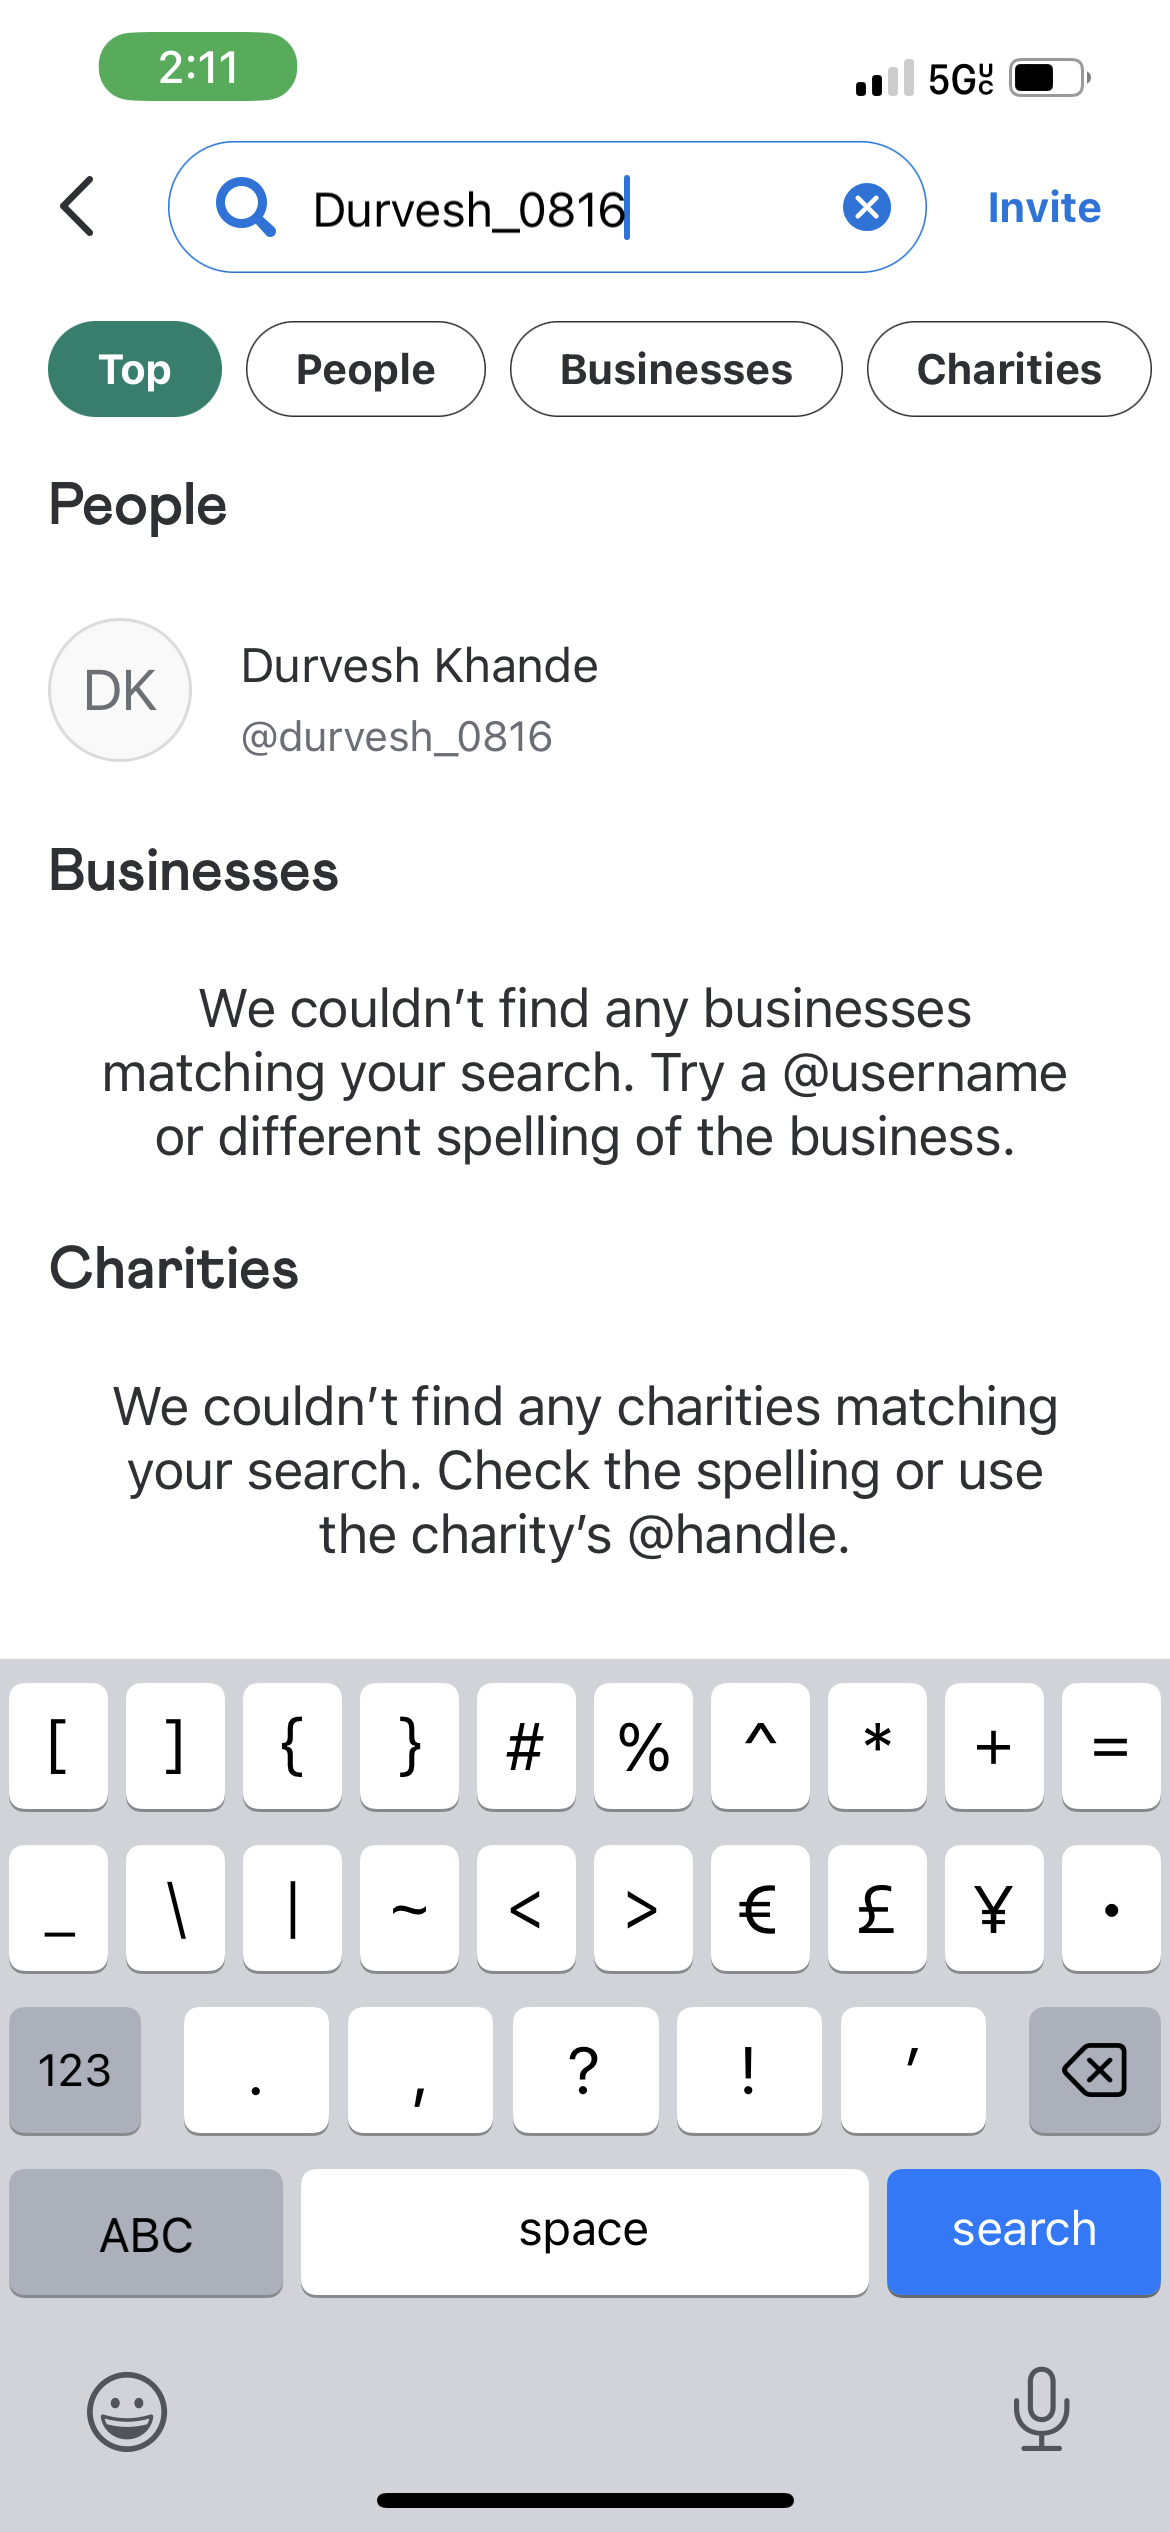 2:11
5G UC
Durvesh_0816
Invite
Top People Businesses Charities
People
DK
Durvesh Khande
@durvesh_0816
Businesses
We couldn't find any businesses
matching your search. Try a @username
or different spelling of the business.
Charities
We couldn't find any charities matching
your search. Check the spelling or use
the charity's @handle.
[ ] { } # % ^ * + =
_ \ | ~ < > € £ ¥ •
123 . , ? ! ’
ABC space search